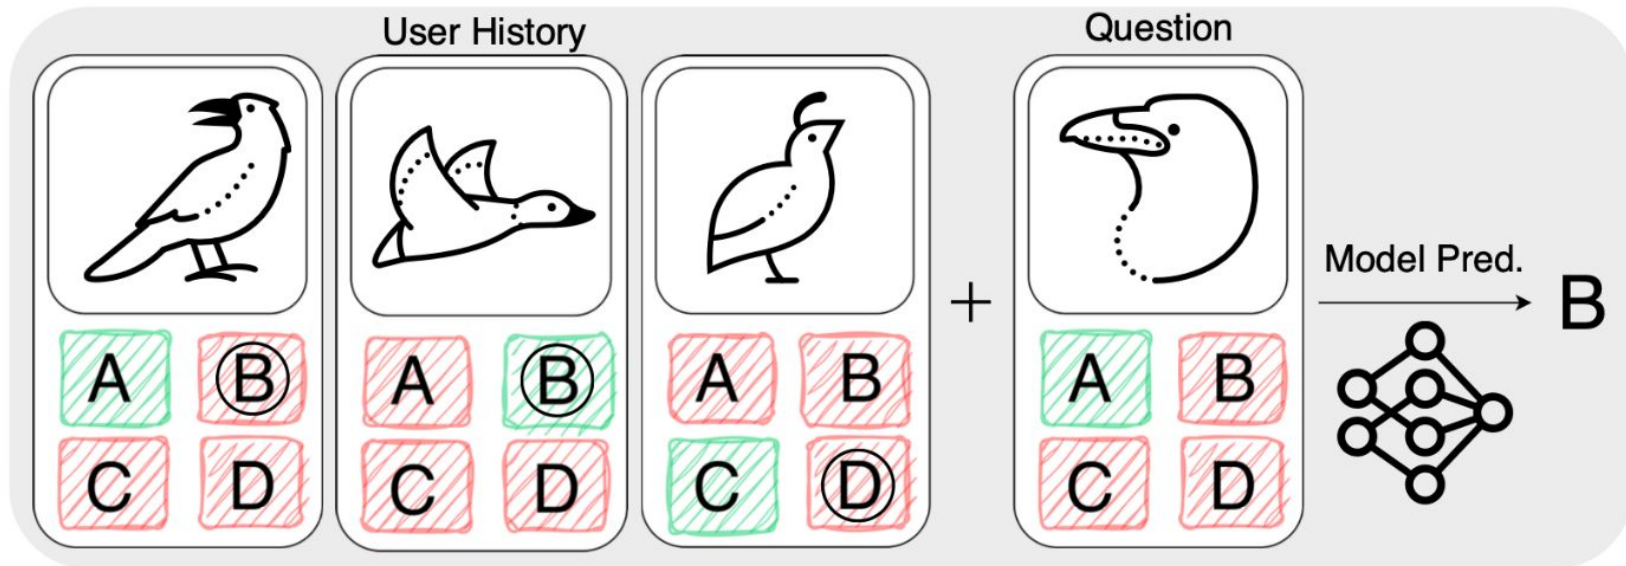 User History
Question
A B
C D
A B
C D
A B
C D
+
A B
C D
Model Pred.
B